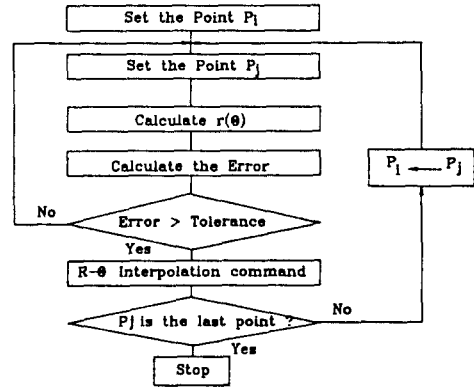 Set the Point Pi
Set the Point Pj
Calculate r(θ)
Calculate the Error
Pi ← Pj
No
Error > Tolerance
Yes
R-θ Interpolation command
No
Pj is the last point ?
Yes
Stop